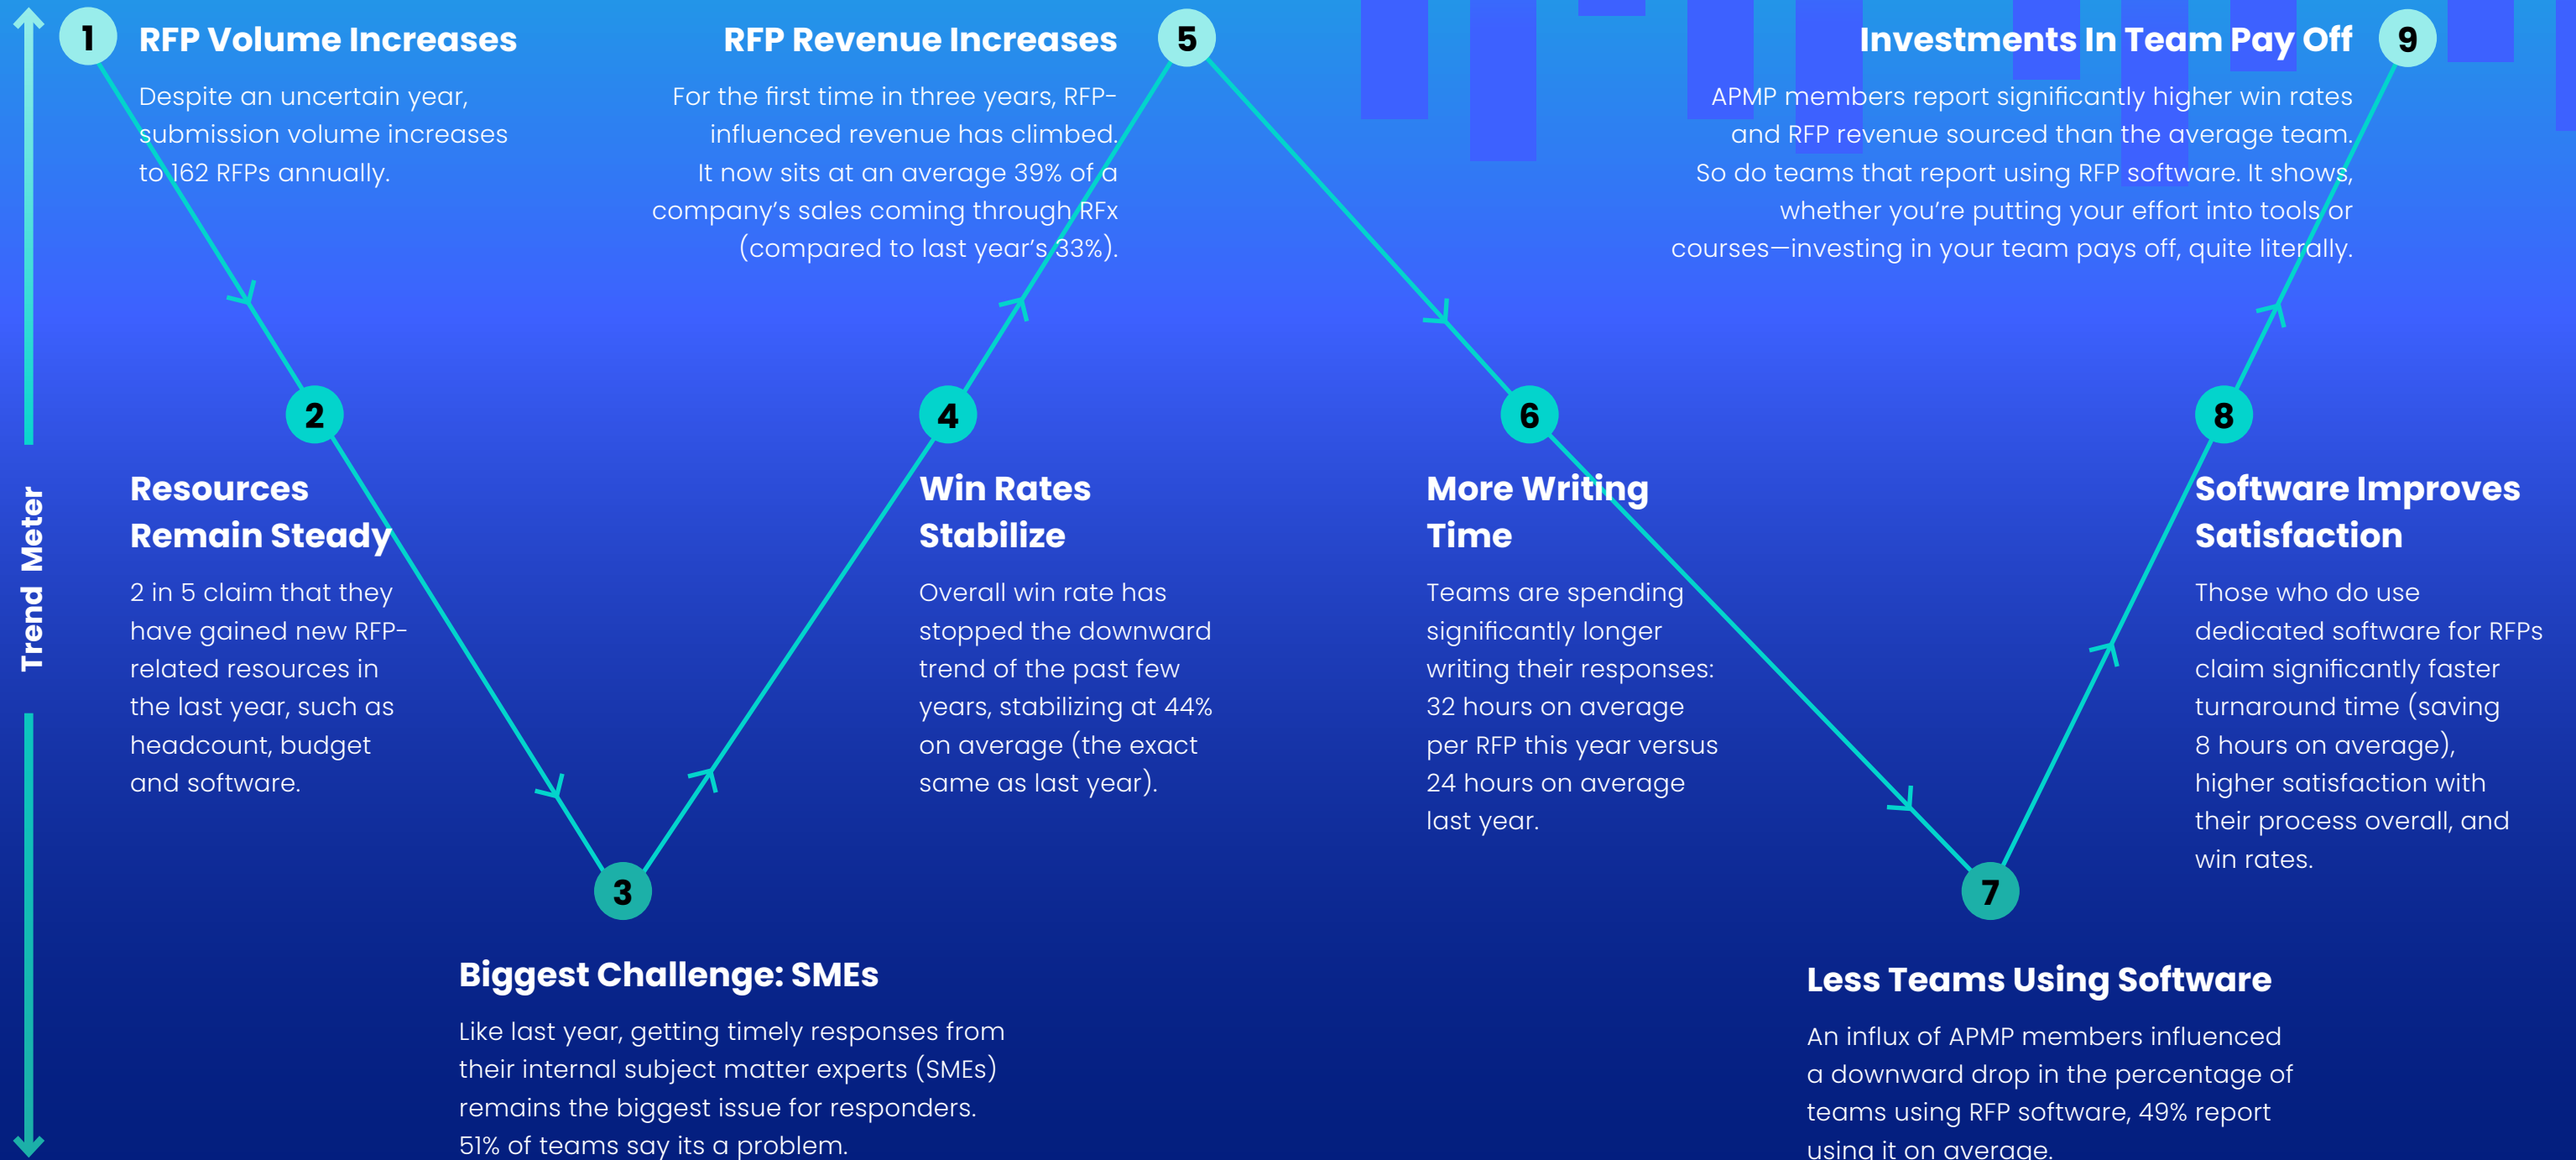 1
RFP Volume Increases
Despite an uncertain year,
submission volume increases
to 162 RFPs annually.
2
Resources
Remain Steady
2 in 5 claim that they
have gained new RFP-
related resources in
the last year, such as
headcount, budget
and software.
3
Biggest Challenge: SMEs
Like last year, getting timely responses from
their internal subject matter experts (SMEs)
remains the biggest issue for responders.
51% of teams say its a problem.
4
Win Rates
Stabilize
Overall win rate has
stopped the downward
trend of the past few
years, stabilizing at 44%
on average (the exact
same as last year).
5
RFP Revenue Increases
For the first time in three years, RFP-
influenced revenue has climbed.
It now sits at an average 39% of a
company's sales coming through RFx
(compared to last year's 33%).
6
More Writing
Time
Teams are spending
significantly longer
writing their responses:
32 hours on average
per RFP this year versus
24 hours on average
last year.
7
Less Teams Using Software
An influx of APMP members influenced
a downward drop in the percentage of
teams using RFP software, 49% report
using it on average.
8
Software Improves
Satisfaction
Those who do use
dedicated software for RFPs
claim significantly faster
turnaround time (saving
8 hours on average),
higher satisfaction with
their process overall, and
win rates.
9
Investments In Team Pay Off
APMP members report significantly higher win rates
and RFP revenue sourced than the average team.
So do teams that report using RFP software. It shows,
whether you're putting your effort into tools or
courses—investing in your team pays off, quite literally.
Trend Meter